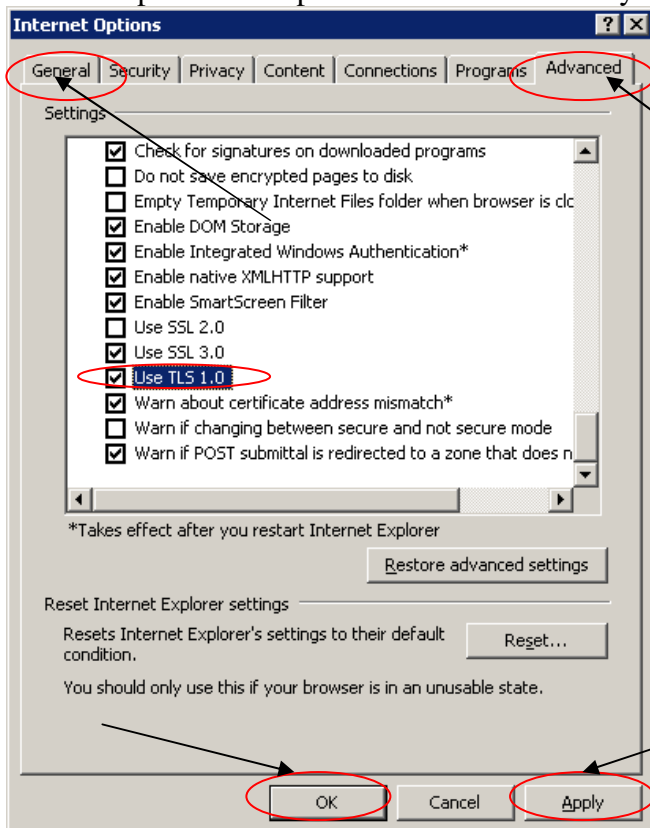 Internet Options
General Security Privacy Content Connections Programs Advanced
Settings
Check for signatures on downloaded programs
Do not save encrypted pages to disk
Empty Temporary Internet Files folder when browser is clo
Enable DOM Storage
Enable Integrated Windows Authentication*
Enable native XMLHTTP support
Enable SmartScreen Filter
Use SSL 2.0
Use SSL 3.0
Use TLS 1.0
Warn about certificate address mismatch*
Warn if changing between secure and not secure mode
Warn if POST submittal is redirected to a zone that does n
*Takes effect after you restart Internet Explorer
Restore advanced settings
Reset Internet Explorer settings
Resets Internet Explorer's settings to their default
condition.
Reset...
You should only use this if your browser is in an unusable state.
OK Cancel Apply